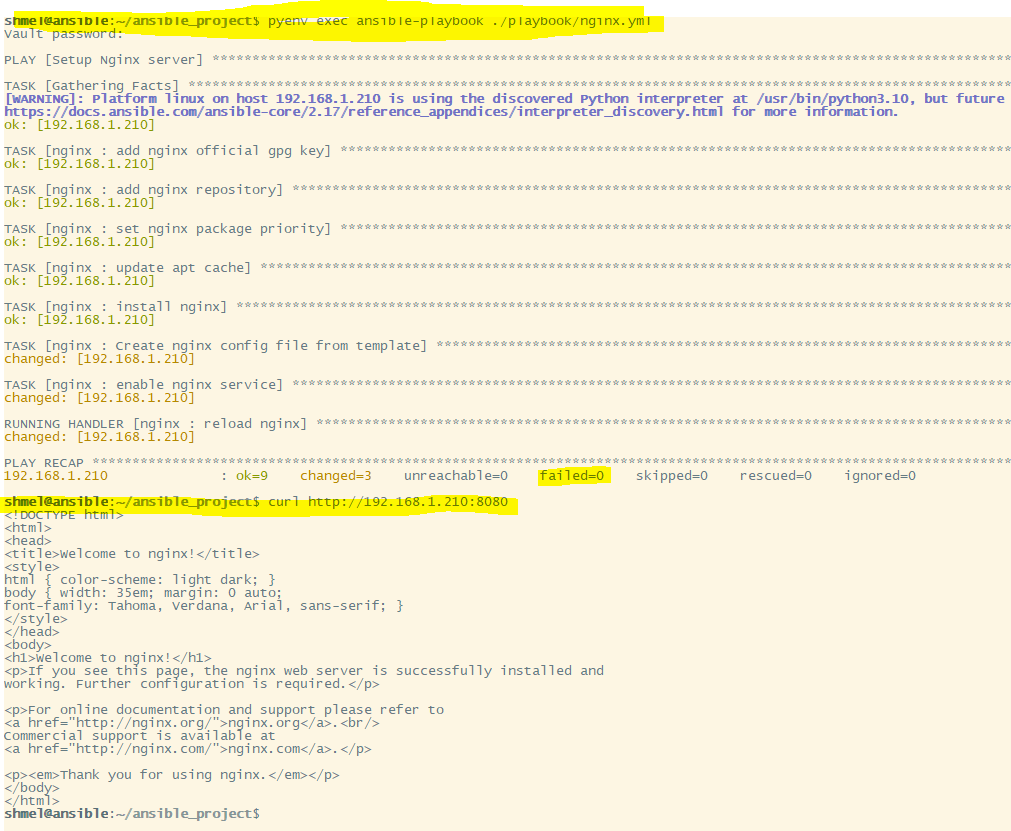 shmel@ansible:~/ansible_project$ pyenv exec ansible-playbook ./playbook/nginx.yml
Vault password:
PLAY [Setup Nginx server] ****************************************************************************************************
TASK [Gathering Facts] *******************************************************************************************************
[WARNING]: Platform linux on host 192.168.1.210 is using the discovered Python interpreter at /usr/bin/python3.10, but future
https://docs.ansible.com/ansible-core/2.17/reference_appendices/interpreter_discovery.html for more information.
ok: [192.168.1.210]
TASK [nginx : add nginx official gpg key] ************************************************************************************
ok: [192.168.1.210]
TASK [nginx : add nginx repository] ******************************************************************************************
ok: [192.168.1.210]
TASK [nginx : set nginx package priority] ************************************************************************************
ok: [192.168.1.210]
TASK [nginx : update apt cache] **********************************************************************************************
ok: [192.168.1.210]
TASK [nginx : install nginx] *************************************************************************************************
ok: [192.168.1.210]
TASK [nginx : Create nginx config file from template] ************************************************************************
changed: [192.168.1.210]
TASK [nginx : enable nginx service] ******************************************************************************************
changed: [192.168.1.210]
RUNNING HANDLER [nginx : reload nginx] ***************************************************************************************
changed: [192.168.1.210]
PLAY RECAP *******************************************************************************************************************
192.168.1.210 : ok=9 changed=3 unreachable=0 failed=0 skipped=0 rescued=0 ignored=0
shmel@ansible:~/ansible_project$ curl http://192.168.1.210:8080
<!DOCTYPE html>
<html>
<head>
<title>Welcome to nginx!</title>
<style>
html { color-scheme: light dark; }
body { width: 35em; margin: 0 auto;
font-family: Tahoma, Verdana, Arial, sans-serif; }
</style>
</head>
<body>
<h1>Welcome to nginx!</h1>
<p>If you see this page, the nginx web server is successfully installed and
working. Further configuration is required.</p>
<p>For online documentation and support please refer to
<a href="http://nginx.org/">nginx.org</a>.<br/>
Commercial support is available at
<a href="http://nginx.com/">nginx.com</a>.</p>
<p><em>Thank you for using nginx.</em></p>
</body>
</html>
shmel@ansible:~/ansible_project$